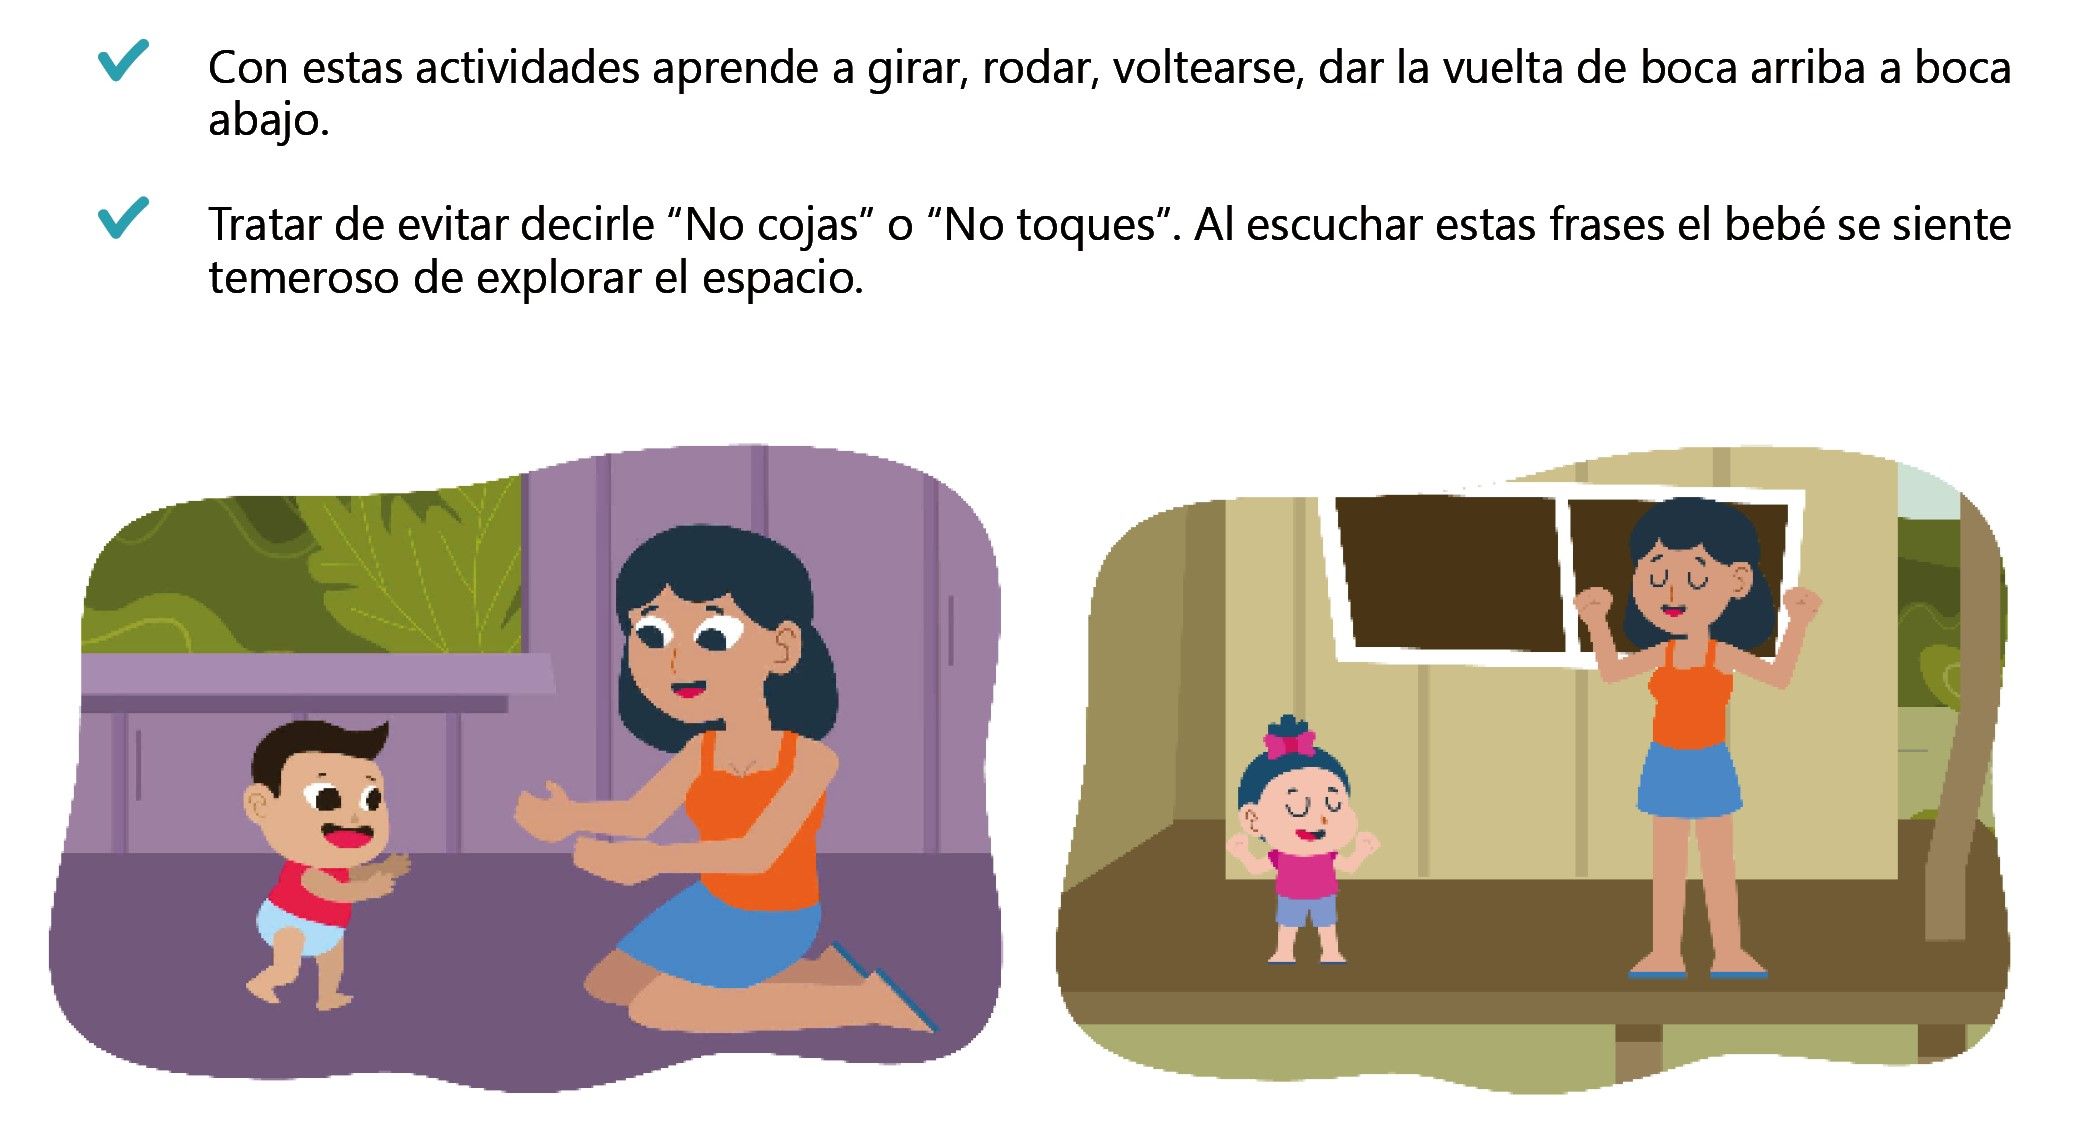 Con estas actividades aprende a girar, rodar, voltearse, dar la vuelta de boca arriba a boca
abajo.
Tratar de evitar decirle “No cojas” o “No toques”. Al escuchar estas frases el bebé se siente
temeroso de explorar el espacio.